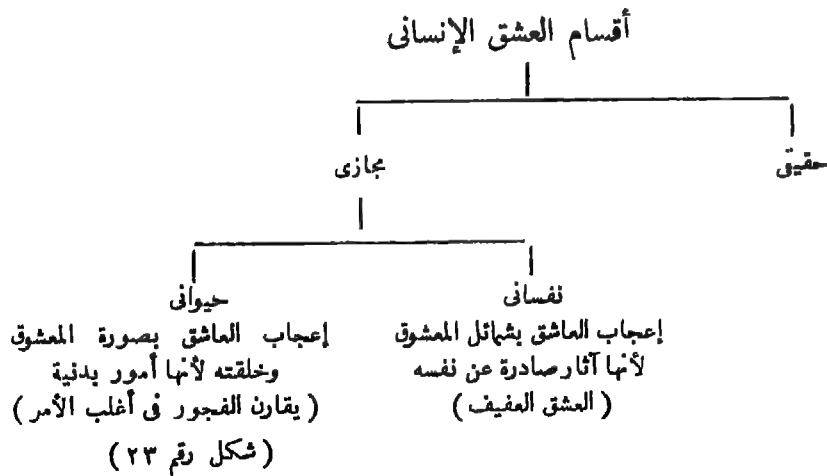 أقسام العشق الإنسانى
حقيقى
مجازى
نفسانى
إعجاب العاشق بشمائل المعشوق
لأنها آثار صادرة عن نفسه
( العشق العفيف )
حيوانى
إعجاب العاشق بصورة المعشوق
وخلقته لأنها أمور بدنية
( يقارن الفجور فى أغلب الأمر )
( شكل رقم ٢٣ )